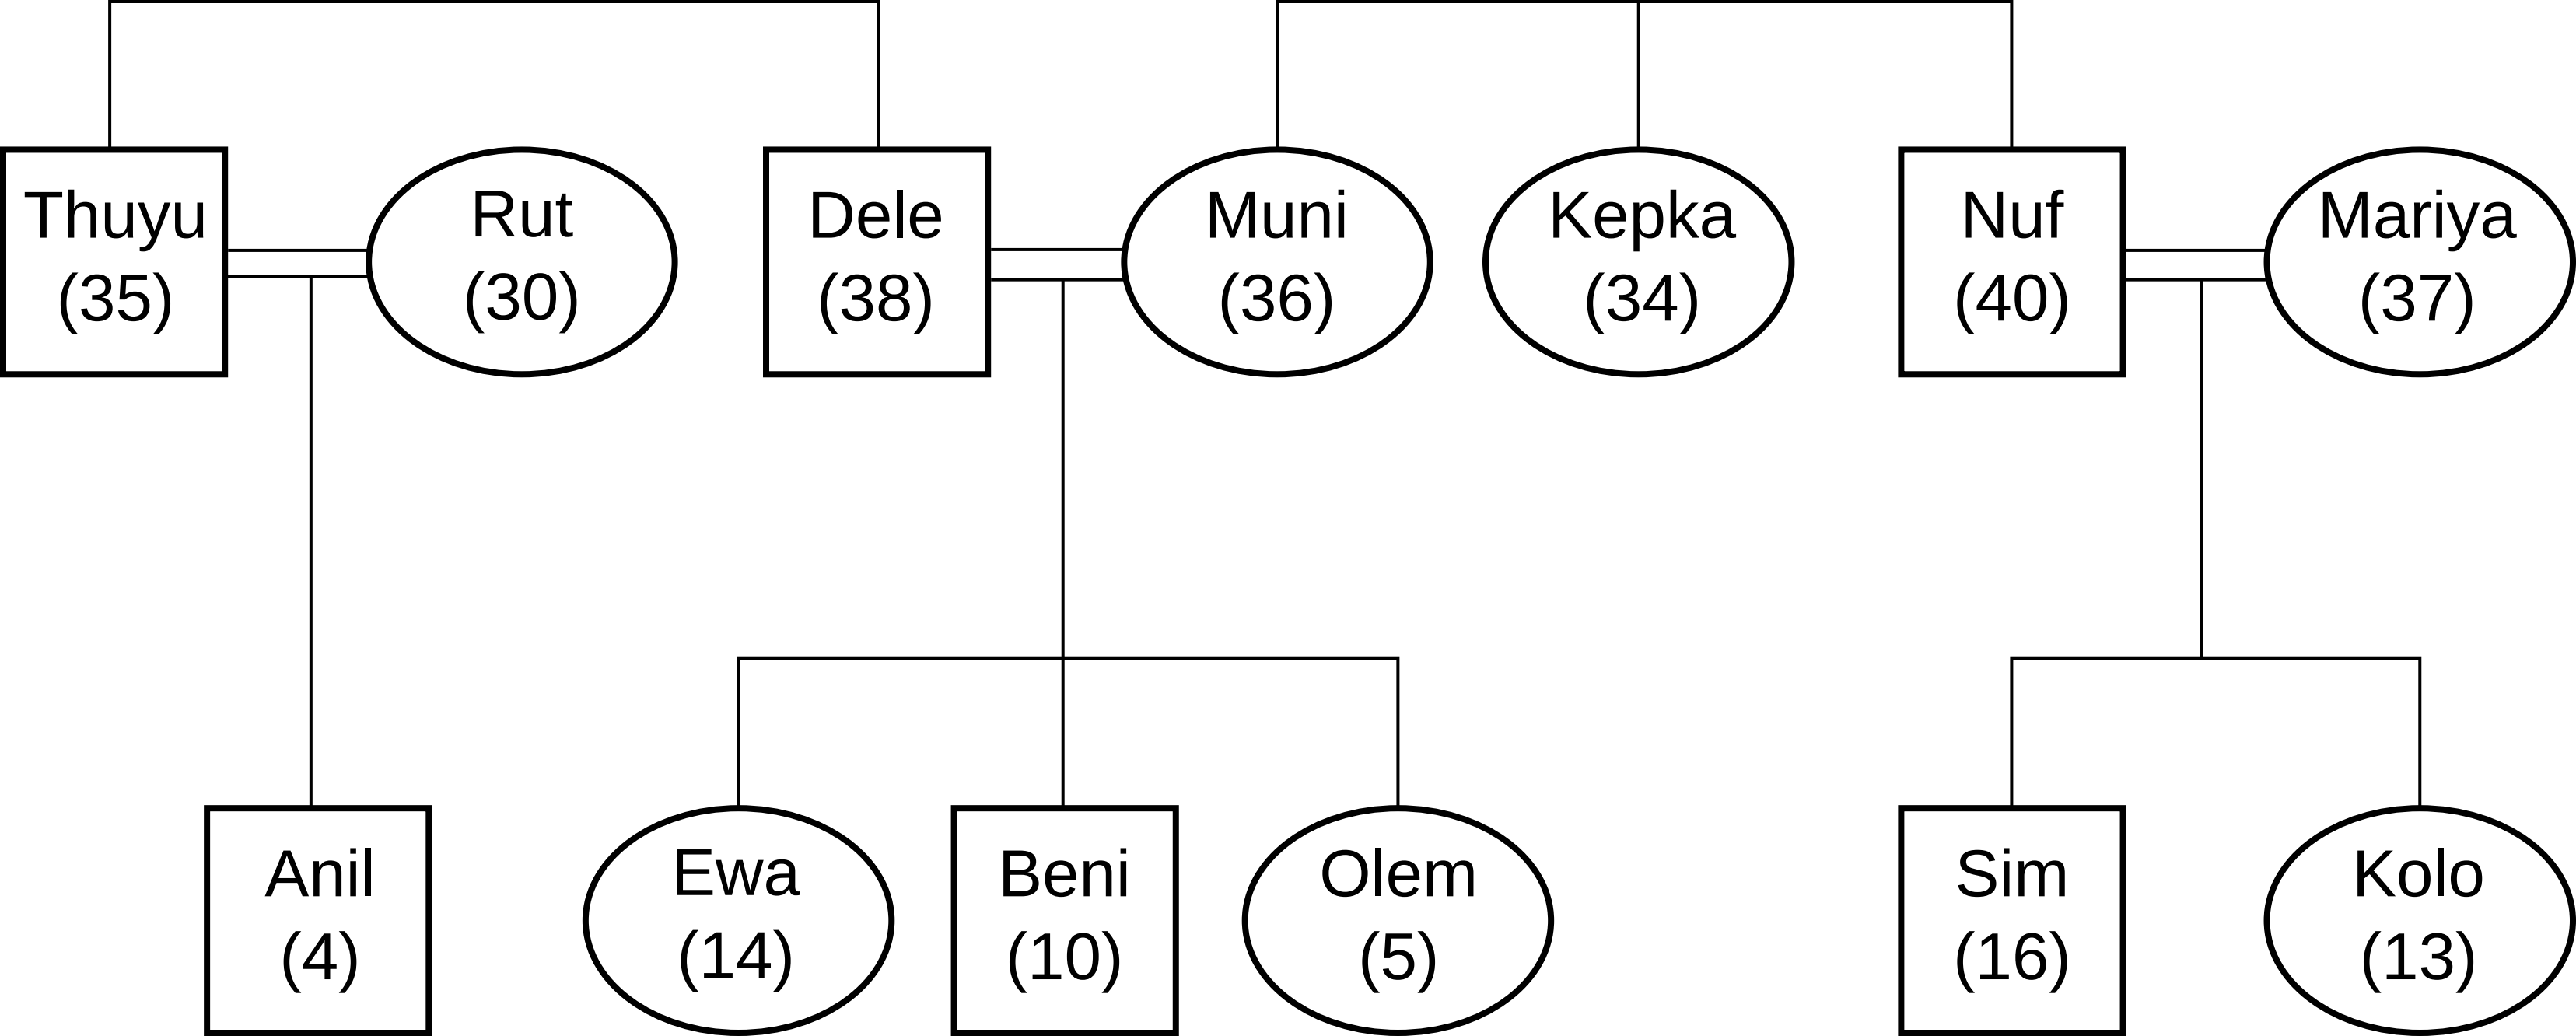 Thuyu
(35)
Rut
(30)
Dele
(38)
Muni
(36)
Kepka
(34)
Nuf
(40)
Mariya
(37)
Anil
(4)
Ewa
(14)
Beni
(10)
Olem
(5)
Sim
(16)
Kolo
(13)